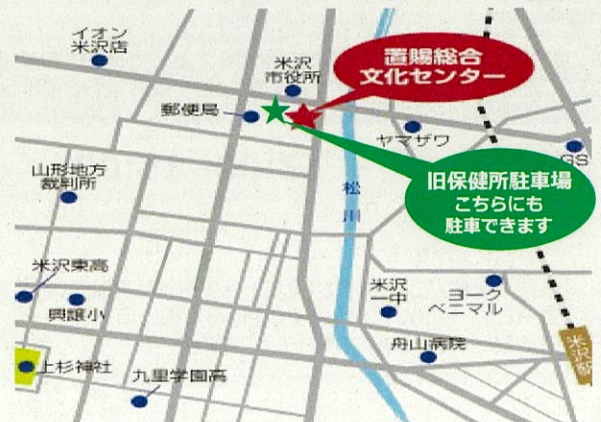 イオン
米沢店
米沢
市役所
置賜総合
文化センター
郵便局
ヤマザワ
GS
山形地方
裁判所
旧保健所駐車場
こちらにも
駐車できます
松川
米沢東高
興譲小
米沢
一中
ヨーク
ベニマル
米沢駅
舟山病院
上杉神社
九里学園高